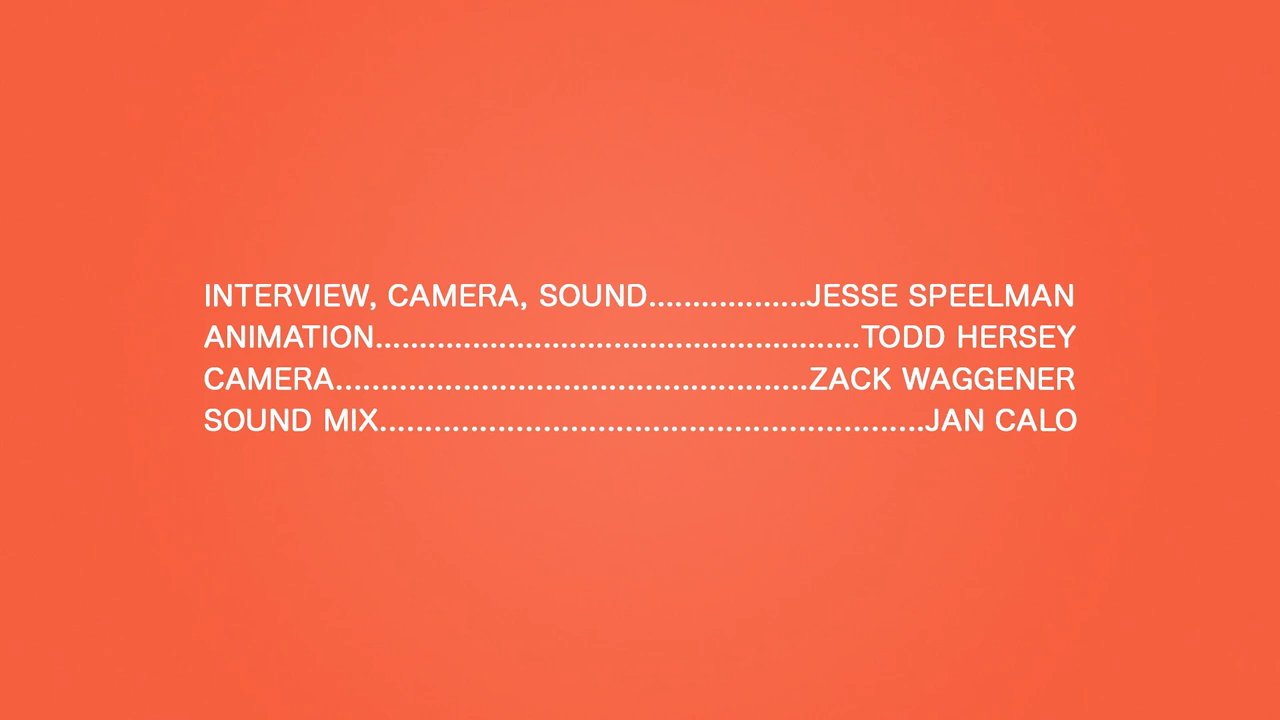 INTERVIEW, CAMERA, SOUND..................JESSE SPEELMAN
ANIMATION......................................................TODD HERSEY
CAMERA.....................................................ZACK WAGGENER
SOUND MIX.............................................................JAN CALO